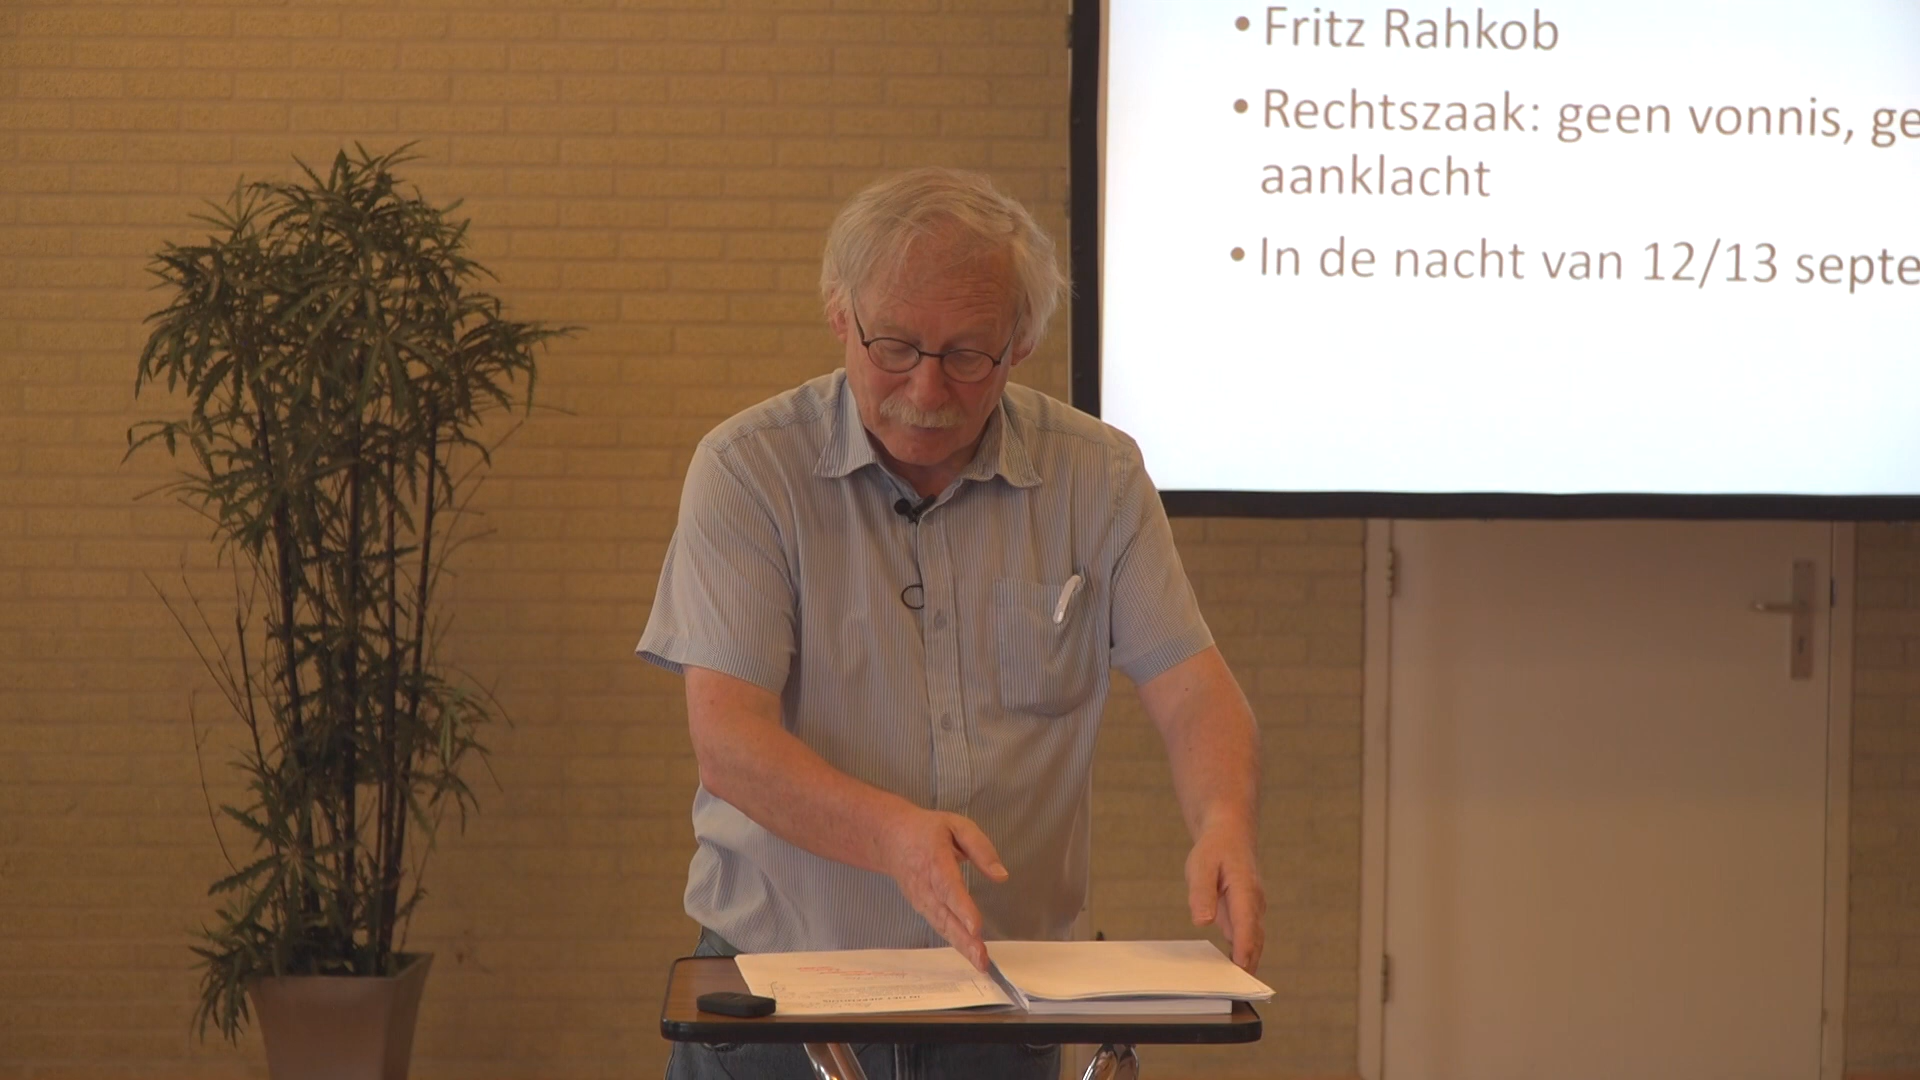 • Fritz Rahkob
• Rechtszaak: geen vonnis, ge
aanklacht
• In de nacht van 12/13 septe